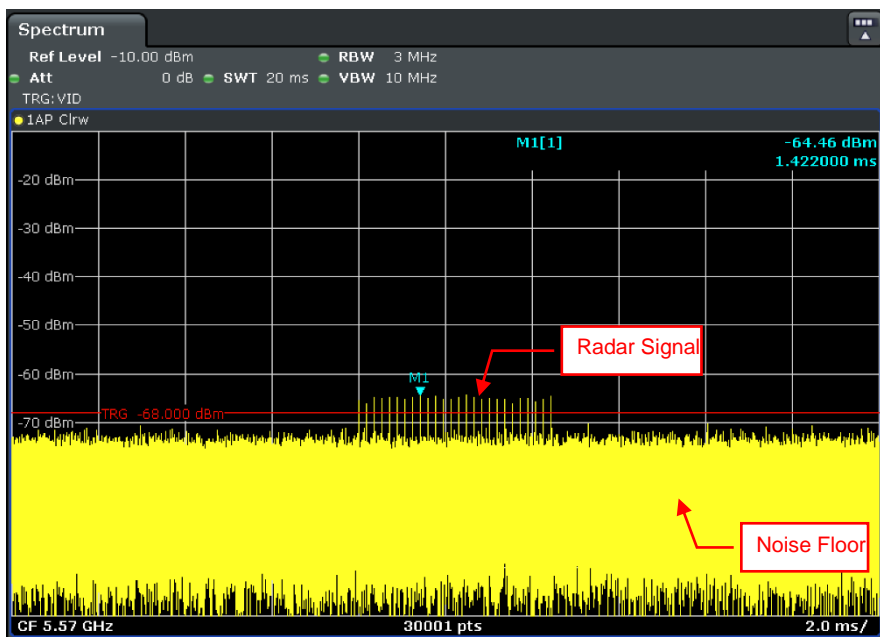 Spectrum
Ref Level -10.00 dBm RBW 3 MHz
Att 0 dB SWT 20 ms VBW 10 MHz
TRG:VID
1AP Clrw
M1[1] -64.46 dBm
1.422000 ms
-20 dBm
-30 dBm
-40 dBm
-50 dBm
Radar Signal
-60 dBm
M1
TRG -68.000 dBm
-70 dBm
Noise Floor
CF 5.57 GHz 30001 pts 2.0 ms/